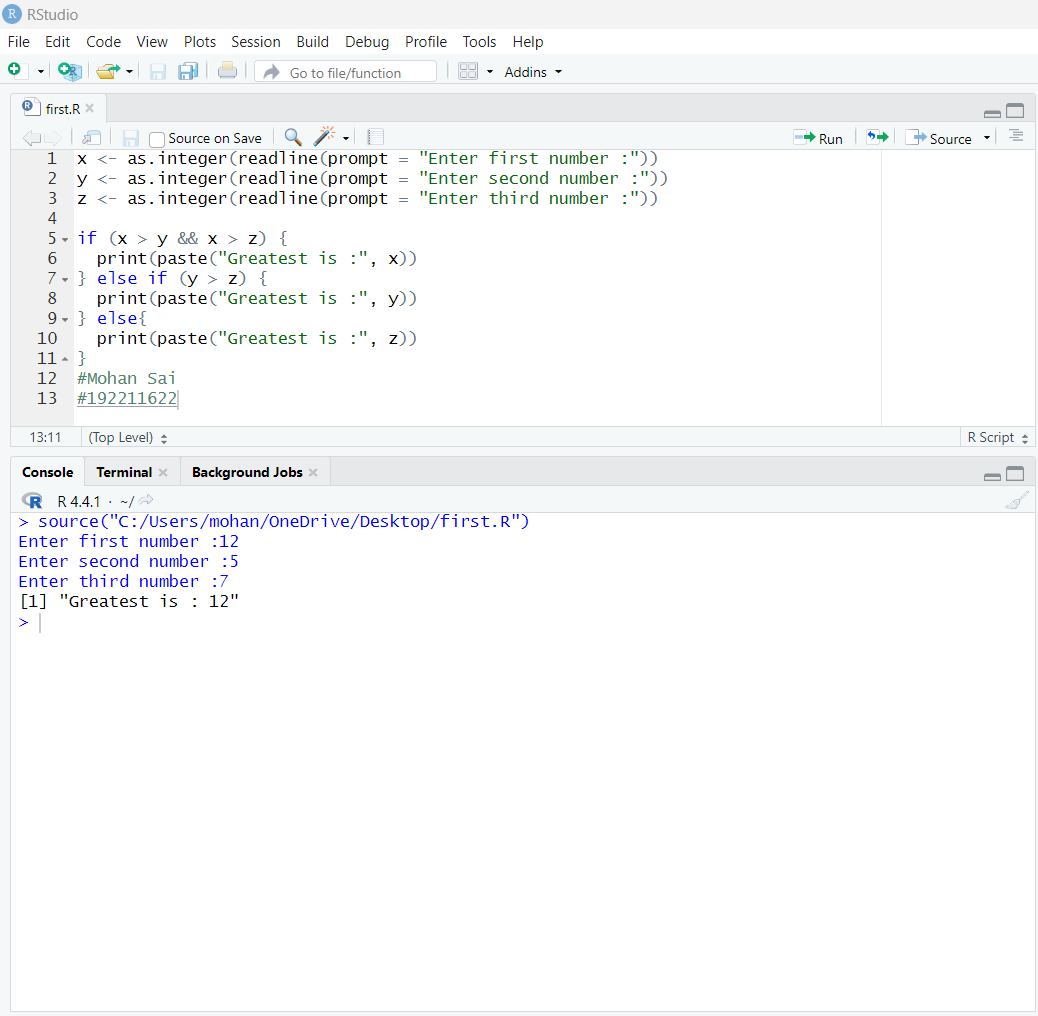 RStudio
File Edit Code View Plots Session Build Debug Profile Tools Help
Go to file/function Addins
first.R
Source on Save Run Source
1 x <- as.integer(readline(prompt = "Enter first number :"))
2 y <- as.integer(readline(prompt = "Enter second number :"))
3 z <- as.integer(readline(prompt = "Enter third number :"))
4
5 if (x > y && x > z) {
6   print(paste("Greatest is :", x))
7 } else if (y > z) {
8   print(paste("Greatest is :", y))
9 } else{
10   print(paste("Greatest is :", z))
11 }
12 #Mohan Sai
13 #192211622
13:11 (Top Level) R Script
Console Terminal Background Jobs
R 4.4.1 · ~/
> source("C:/Users/mohan/OneDrive/Desktop/first.R")
Enter first number :12
Enter second number :5
Enter third number :7
[1] "Greatest is : 12"
>